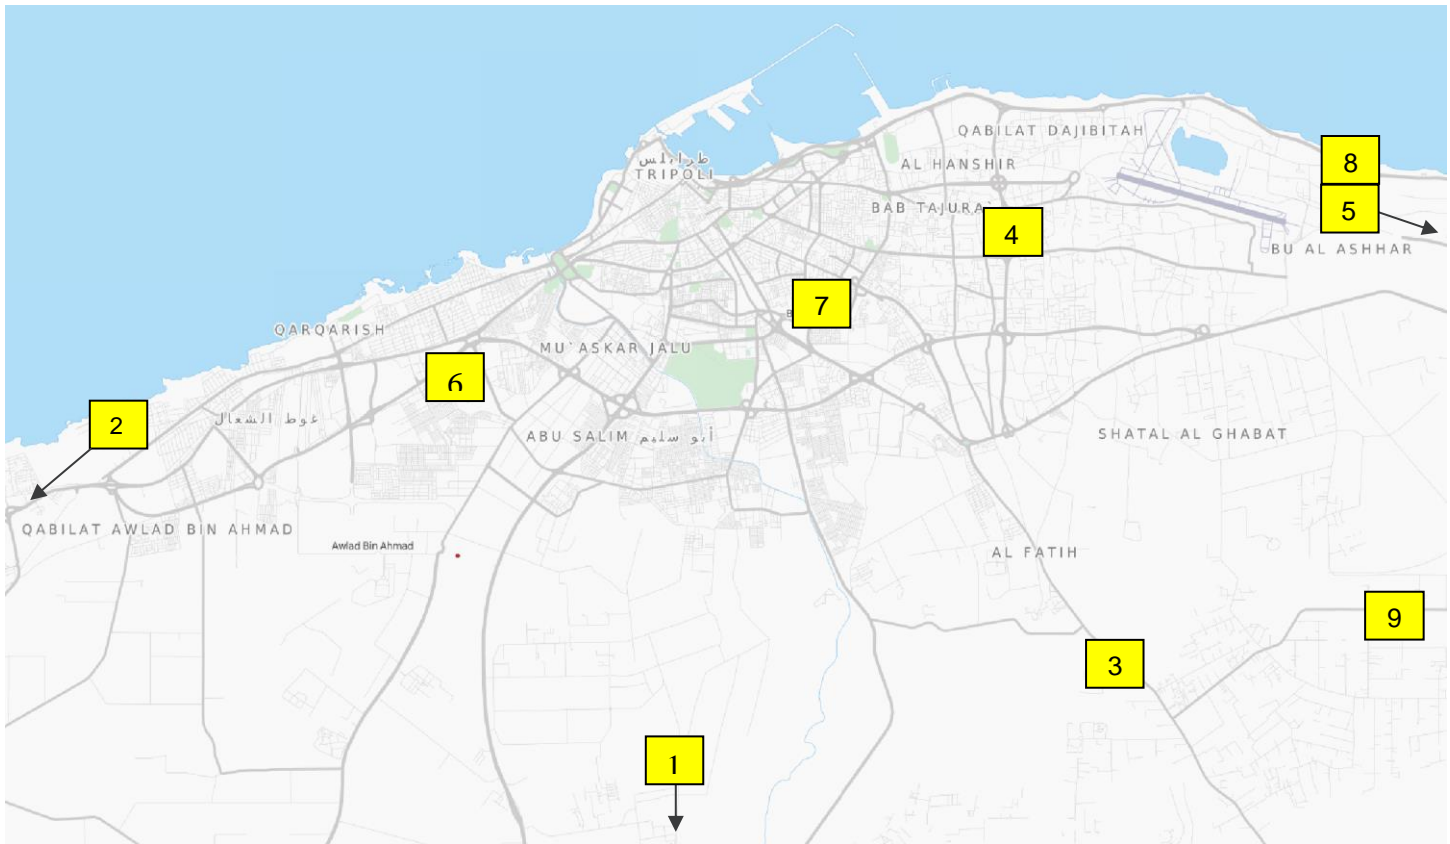 QABILAT DAJIBITAH
طرابلس
TRIPOLI
AL HANSHIR
8
BAB TAJURA
5
4
BU AL ASHHAR
7
QARQARISH
MU`ASKAR JALU
6
2
غوط الشعال
ABU SALIM أبو سليم
SHATAL AL GHABAT
QABILAT AWLAD BIN AHMAD
Awlad Bin Ahmad
AL FATIH
9
3
1